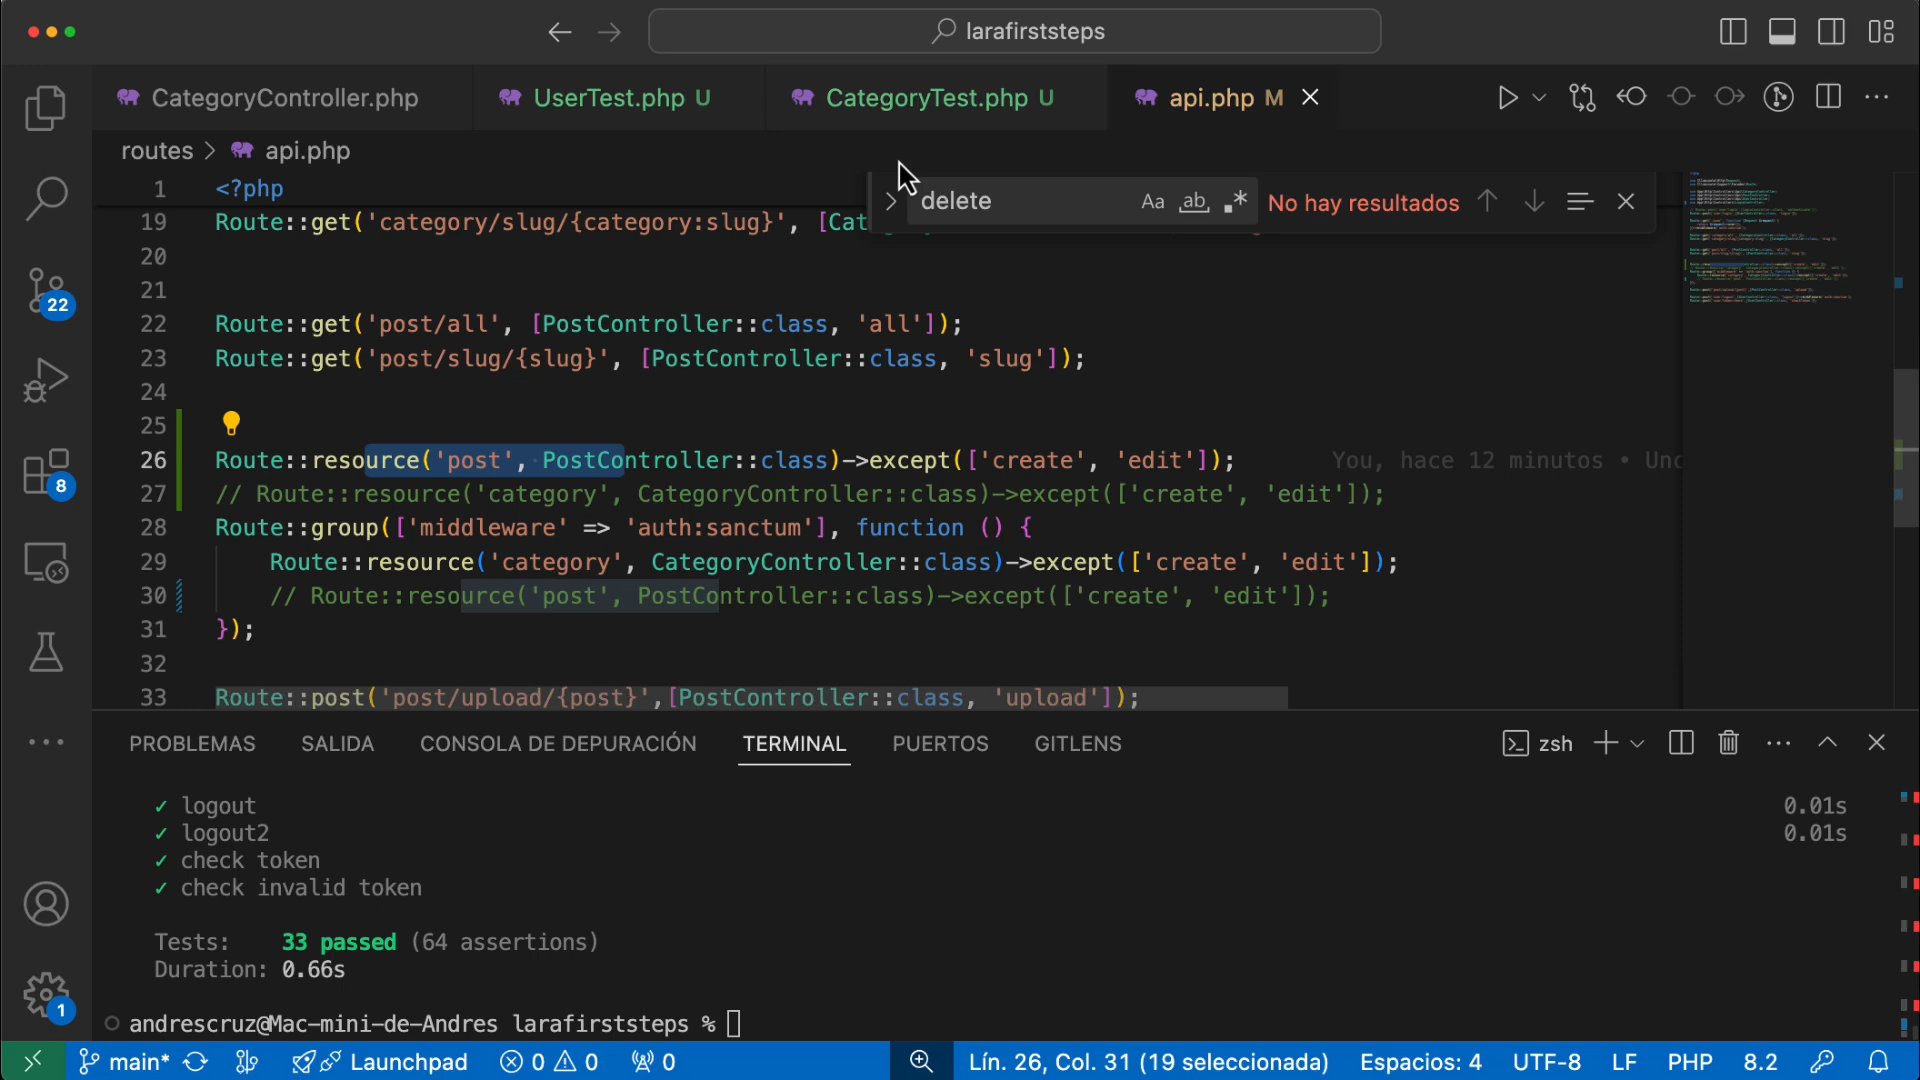 larafirststeps
CategoryController.php
UserTest.php U
CategoryTest.php U
api.php M
routes > api.php
delete
Aa ab .*
No hay resultados
1 <?php
19 Route::get('category/slug/{category:slug}', [Cat
20
21
22 Route::get('post/all', [PostController::class, 'all']);
23 Route::get('post/slug/{slug}', [PostController::class, 'slug']);
24
25
26 Route::resource('post', PostController::class)->except(['create', 'edit']); You, hace 12 minutos • Unc
27 // Route::resource('category', CategoryController::class)->except(['create', 'edit']);
28 Route::group(['middleware' => 'auth:sanctum'], function () {
29 Route::resource('category', CategoryController::class)->except(['create', 'edit']);
30 // Route::resource('post', PostController::class)->except(['create', 'edit']);
31 });
32
33 Route::post('post/upload/{post}',[PostController::class, 'upload']);
22
8
1
PROBLEMAS SALIDA CONSOLA DE DEPURACIÓN TERMINAL PUERTOS GITLENS
zsh
✓ logout 0.01s
✓ logout2 0.01s
✓ check token
✓ check invalid token
Tests: 33 passed (64 assertions)
Duration: 0.66s
andrescruz@Mac-mini-de-Andres larafirststeps %
main* Launchpad 0 0 0 Lín. 26, Col. 31 (19 seleccionada) Espacios: 4 UTF-8 LF PHP 8.2